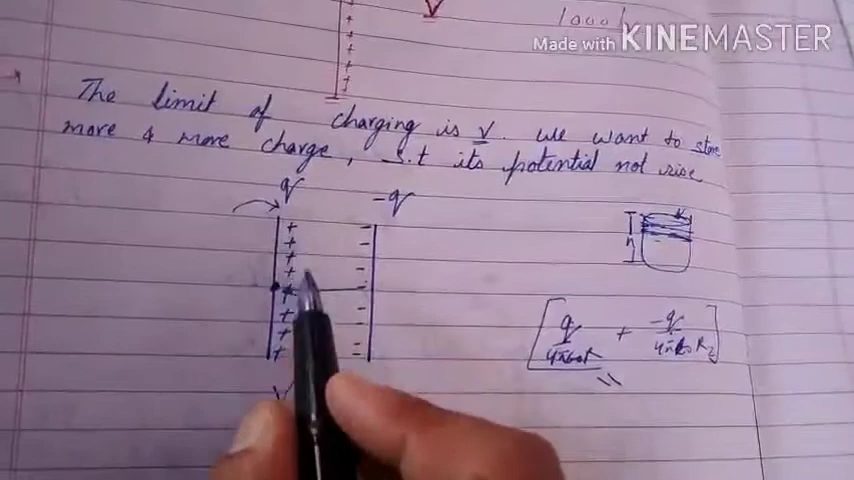 1000
Made with KINEMASTER
The limit of charging is V. We want to store
more & more charge, s.t its potential not rise
q
-q
h
q/4πε0R + -q/4πε0R2
V